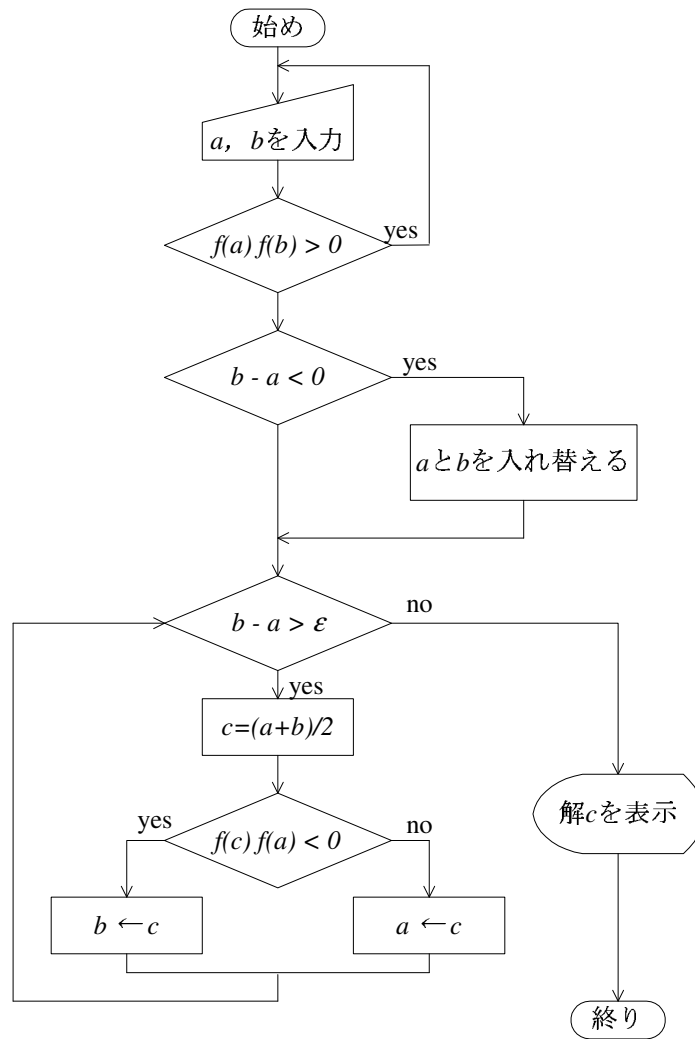 始め
a, bを入力
f(a) f(b) > 0
yes
b - a < 0
yes
aとbを入れ替える
b - a > ε
no
yes
c=(a+b)/2
yes
f(c) f(a) < 0
no
解cを表示
b ←c
a ←c
終り